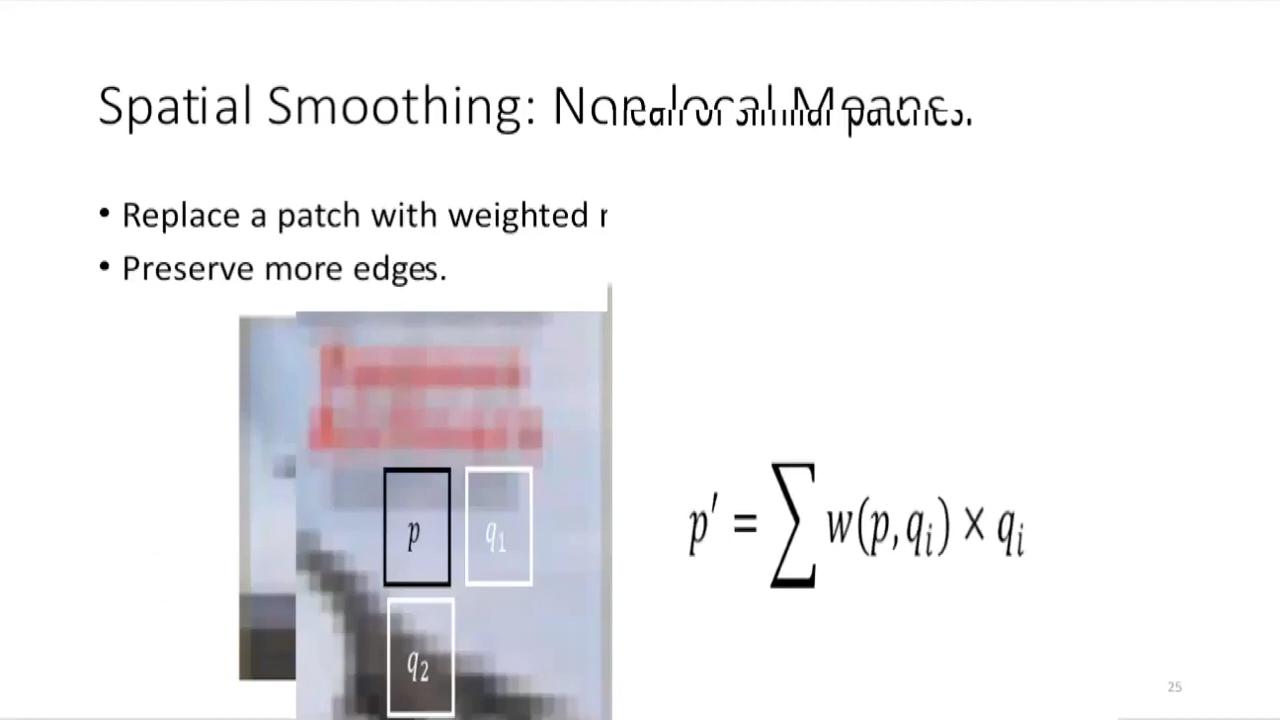 Spatial Smoothing: Non-local Means.
• Replace a patch with weighted
• Preserve more edges.
p q₁
p′ = ∑ w(p,qᵢ) × qᵢ
q₂
25